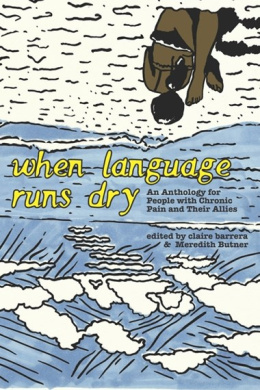 when language
runs dry
An Anthology for
People with Chronic
Pain and Their Allies
edited by claire barrera
& Meredith Butner